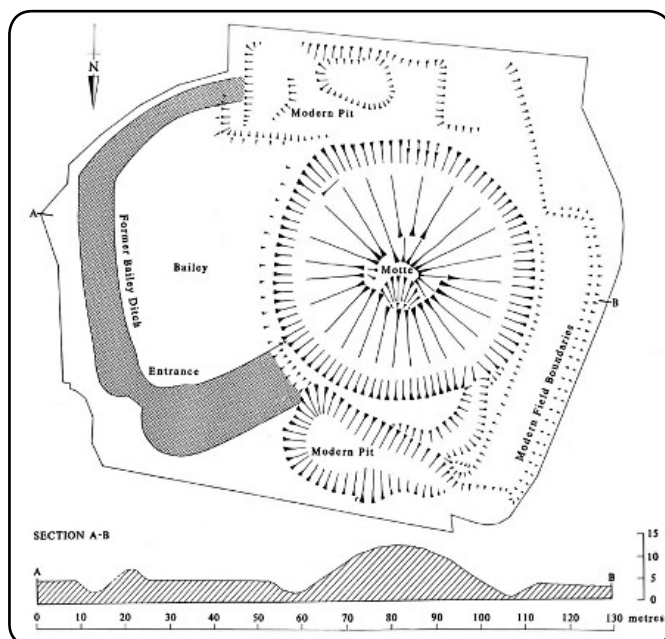 N
Modern Pit
A
Former Bailey Ditch
Bailey
Motte
B
Entrance
Modern Field Boundaries
Modern Pit
SECTION A-B
A
B
15
10
5
0
0 10 20 30 40 50 60 70 80 90 100 110 120 130 metres
metres